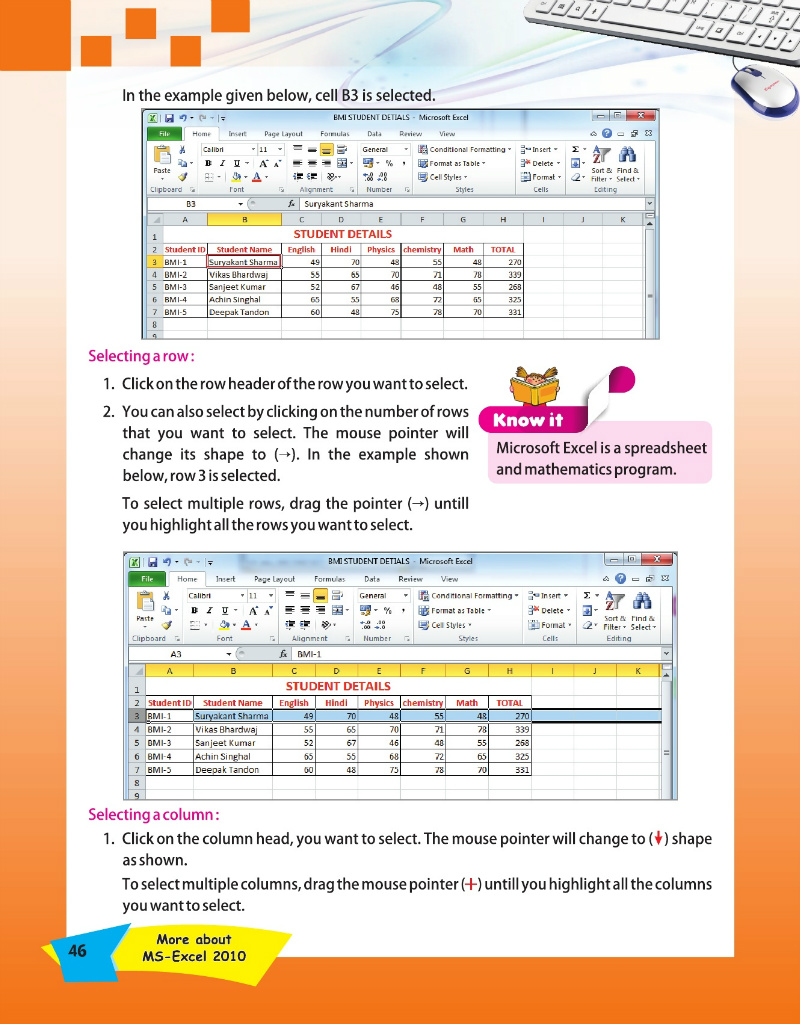 In the example given below, cell B3 is selected.
BMI STUDENT DETIALS - Microsoft Excel
File Home Insert Page Layout Formulas Data Review View
Calibri 11 General Conditional Formatting Insert Σ
Paste B I U A A % , Format as Table Delete Sort & Find &
Cell Styles Format Filter Select
Clipboard Font Alignment Number Styles Cells Editing
B3 fx Suryakant Sharma
A B C D E F G H I J K
1 STUDENT DETAILS
2 Student ID Student Name English Hindi Physics chemistry Math TOTAL
3 BMI-1 Suryakant Sharma 49 70 48 55 48 270
4 BMI-2 Vikas Bhardwaj 55 65 70 71 78 339
5 BMI-3 Sanjeet Kumar 52 67 46 48 55 268
6 BMI-4 Achin Singhal 65 55 68 72 65 325
7 BMI-5 Deepak Tandon 60 48 75 78 70 331
8
9
Selecting a row :
1. Click on the row header of the row you want to select.
2. You can also select by clicking on the number of rows
that you want to select. The mouse pointer will
change its shape to (→). In the example shown
below, row 3 is selected.
To select multiple rows, drag the pointer (→) untill
you highlight all the rows you want to select.
Know it
Microsoft Excel is a spreadsheet
and mathematics program.
BMI STUDENT DETIALS - Microsoft Excel
File Home Insert Page Layout Formulas Data Review View
Calibri 11 General Conditional Formatting Insert Σ
Paste B I U A A % , Format as Table Delete Sort & Find &
Cell Styles Format Filter Select
Clipboard Font Alignment Number Styles Cells Editing
A3 fx BMI-1
A B C D E F G H I J K
1 STUDENT DETAILS
2 Student ID Student Name English Hindi Physics chemistry Math TOTAL
3 BMI-1 Suryakant Sharma 49 70 48 55 48 270
4 BMI-2 Vikas Bhardwaj 55 65 70 71 78 339
5 BMI-3 Sanjeet Kumar 52 67 46 48 55 268
6 BMI-4 Achin Singhal 65 55 68 72 65 325
7 BMI-5 Deepak Tandon 60 48 75 78 70 331
8
9
Selecting a column :
1. Click on the column head, you want to select. The mouse pointer will change to (↓) shape
as shown.
To select multiple columns, drag the mouse pointer (+) untill you highlight all the columns
you want to select.
46
More about
MS-Excel 2010